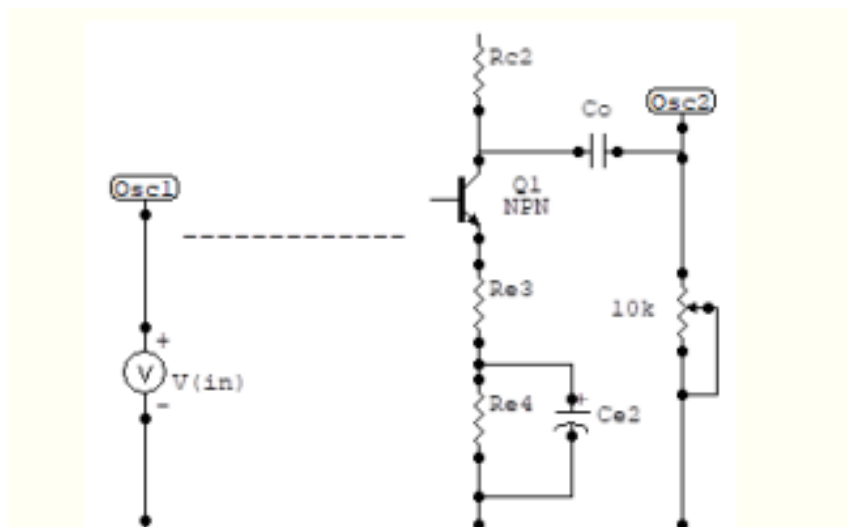 Rc2
Co
Osc2
Osc1
Q1
NPN
Re3
10k
+
V
V(in)
-
Re4
+
Ce2